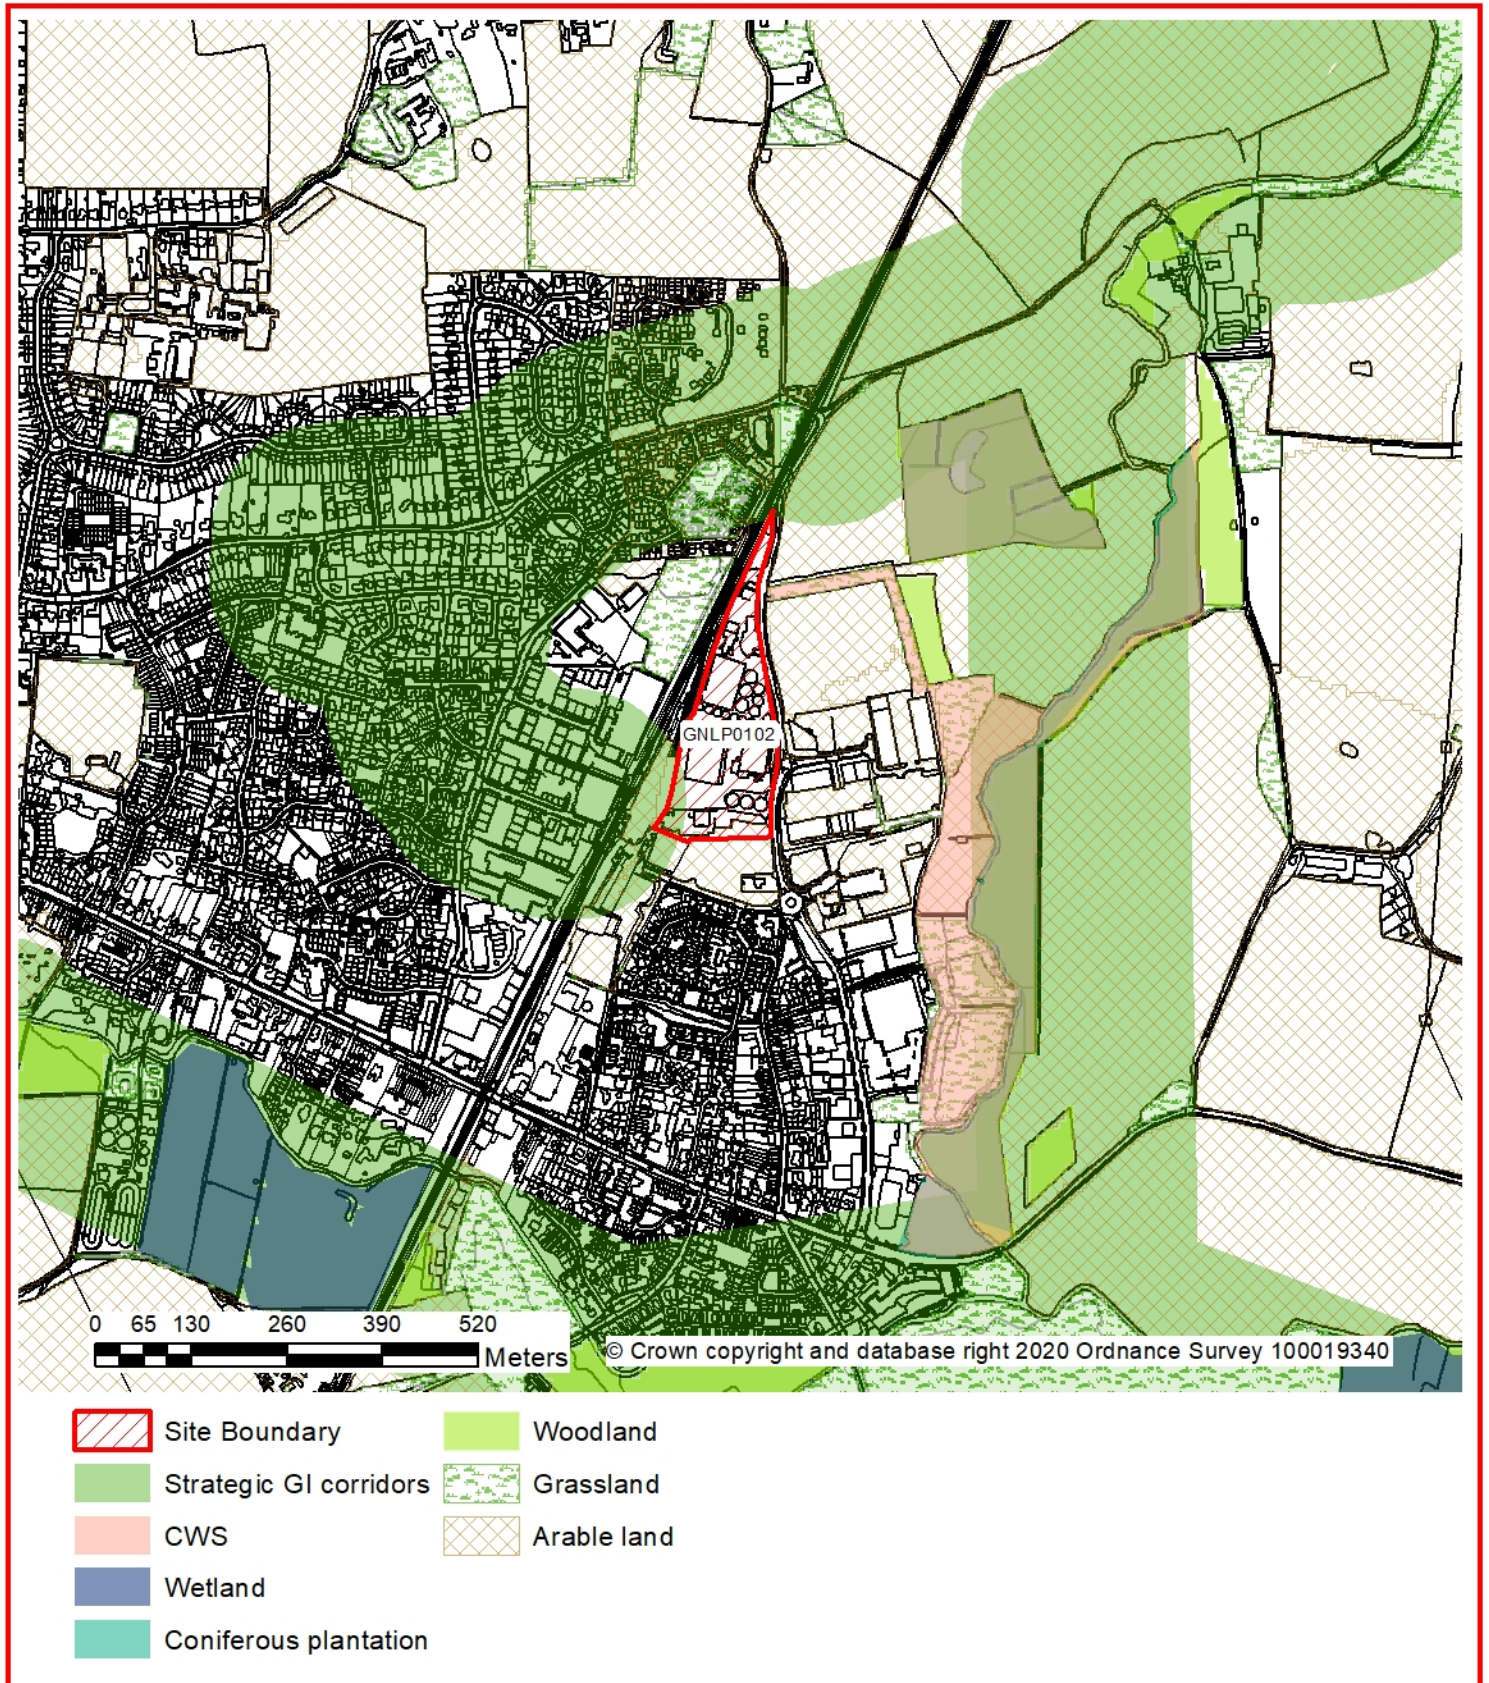 GNLP0102
0 65 130 260 390 520
Meters
© Crown copyright and database right 2020 Ordnance Survey 100019340
Site Boundary
Strategic GI corridors
CWS
Wetland
Coniferous plantation
Woodland
Grassland
Arable land